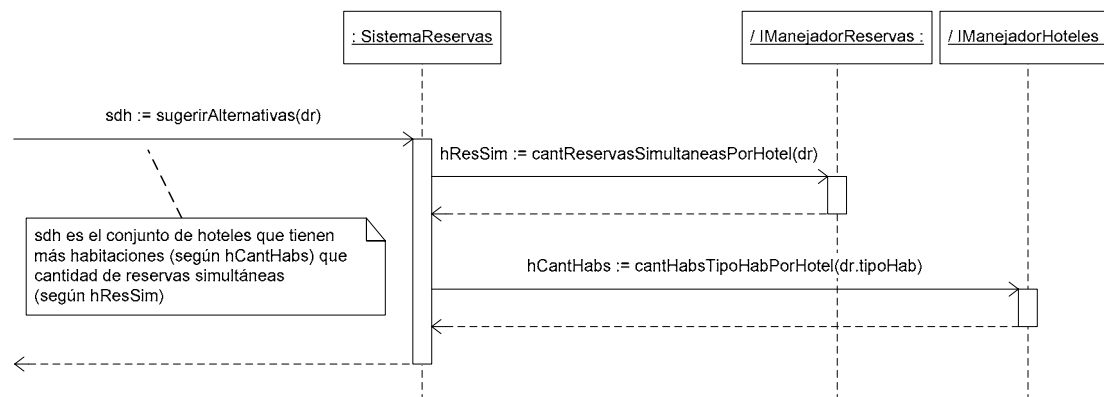 : SistemaReservas
/ IManejadorReservas :
/ IManejadorHoteles
sdh := sugerirAlternativas(dr)
hResSim := cantReservasSimultaneasPorHotel(dr)
sdh es el conjunto de hoteles que tienen
más habitaciones (según hCantHabs) que
cantidad de reservas simultáneas
(según hResSim)
hCantHabs := cantHabsTipoHabPorHotel(dr.tipoHab)